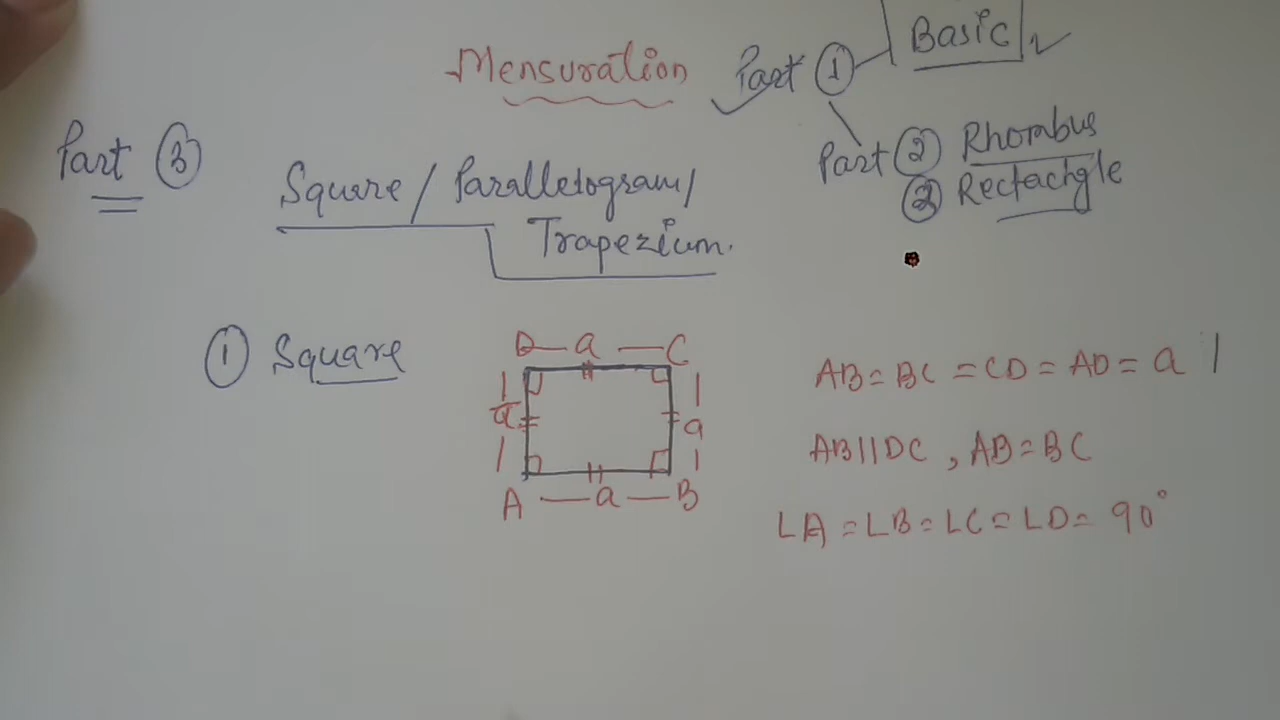 Mensuration Part ① Basic
Part ② Rhombus
② Rectachgle
Part ③
Square / Parallelogram /
Trapezium.
① Square
D — a — C
a
a
A — a — B
AB = BC = CD = AD = a
AB || DC , AB = BC
∠A = ∠B = ∠C = ∠D = 90°